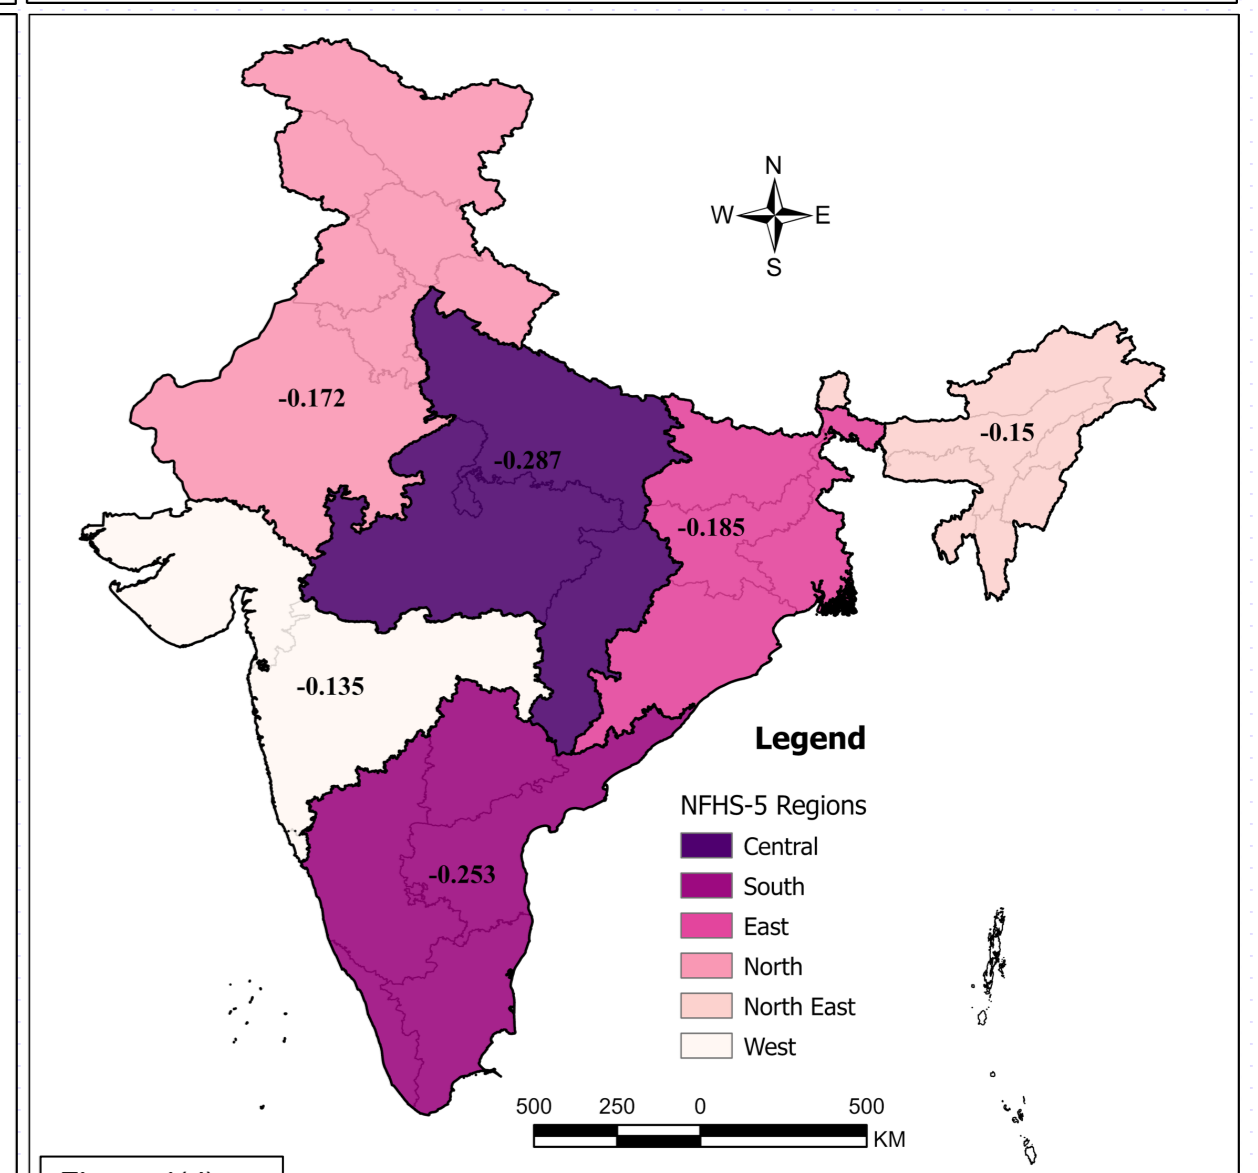 N
W E
S
-0.172
-0.15
-0.287
-0.185
-0.135
Legend
NFHS-5 Regions
Central
-0.253
South
East
North
North East
West
500 250 0 500
KM